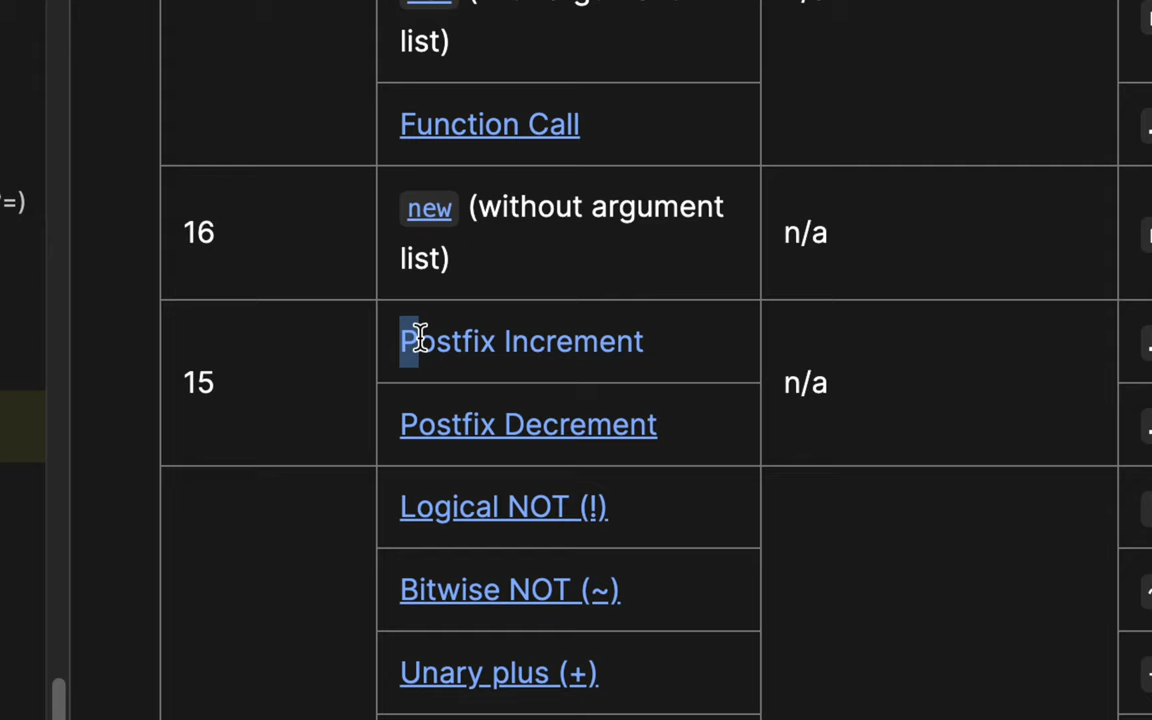 list)
Function Call
?=)
16
new (without argument
list)
n/a
Postfix Increment
15
n/a
Postfix Decrement
Logical NOT (!)
Bitwise NOT (~)
Unary plus (+)